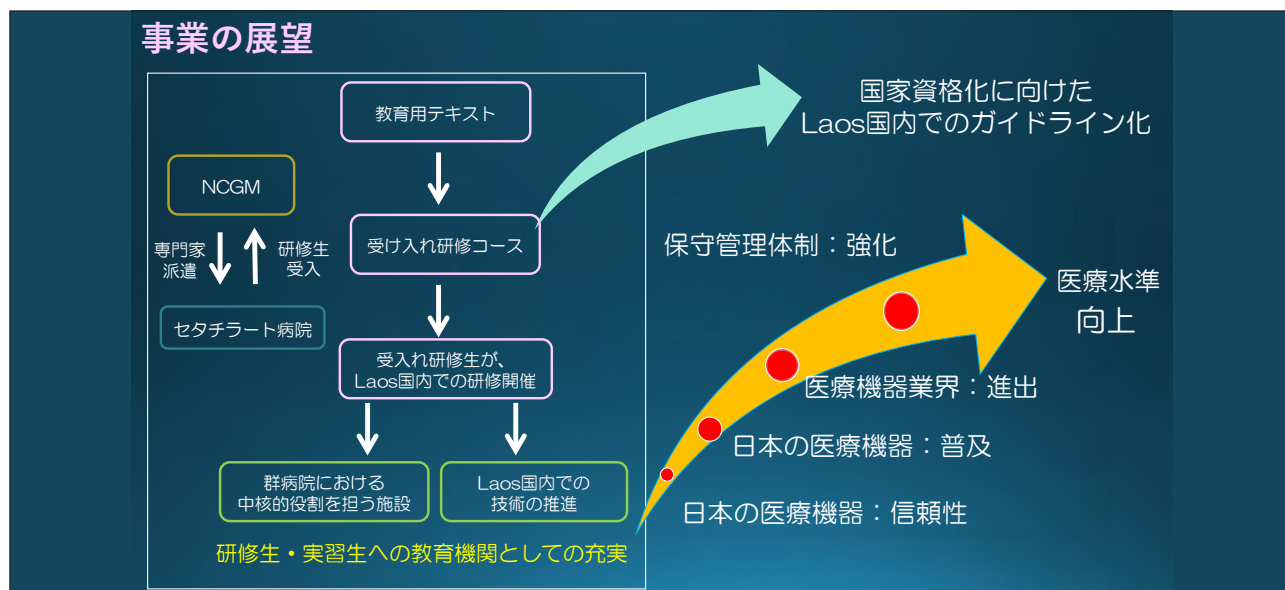 事業の展望
教育用テキスト
国家資格化に向けた
Laos国内でのガイドライン化
NCGM
専門家
派遣
研修生
受入
受け入れ研修コース
保守管理体制：強化
医療水準
向上
セタチラート病院
受入れ研修生が、
Laos国内での研修開催
医療機器業界：進出
日本の医療機器：普及
群病院における
中核的役割を担う施設
Laos国内での
技術の推進
日本の医療機器：信頼性
研修生・実習生への教育機関としての充実